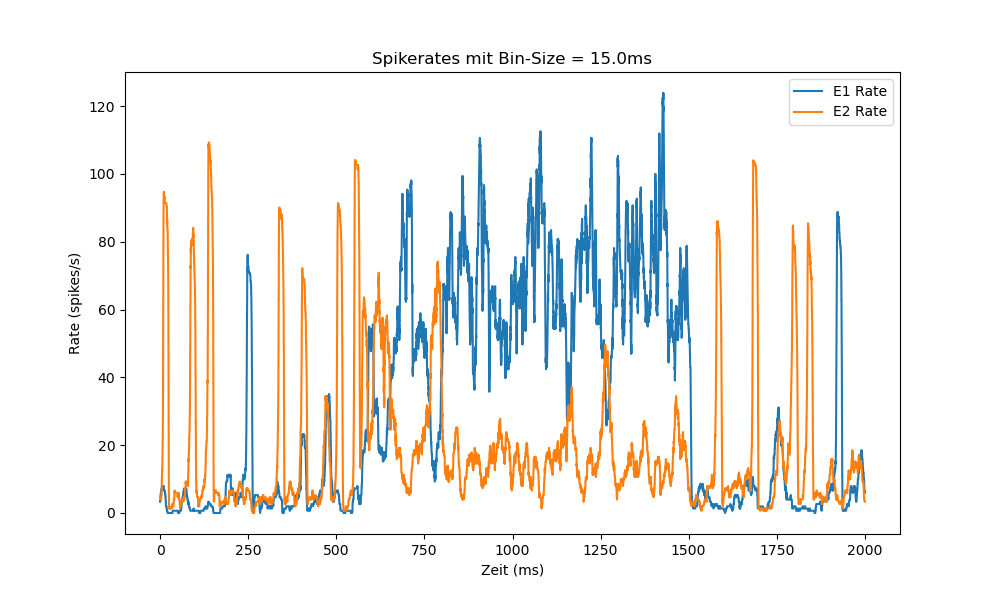 Spikerates mit Bin-Size = 15.0ms
E1 Rate
E2 Rate
Rate (spikes/s)
120
100
80
60
40
20
0
0 250 500 750 1000 1250 1500 1750 2000
Zeit (ms)